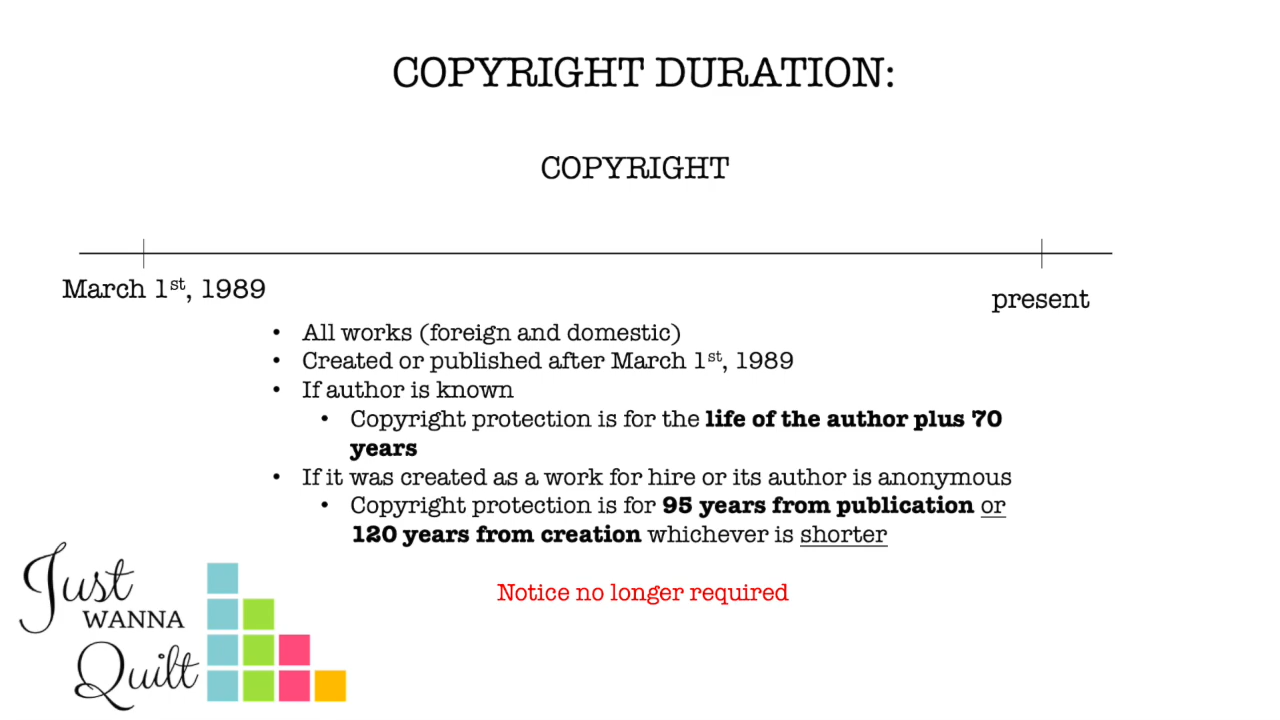 COPYRIGHT DURATION:
COPYRIGHT
March 1st, 1989
present
• All works (foreign and domestic)
• Created or published after March 1st, 1989
• If author is known
• Copyright protection is for the life of the author plus 70
years
• If it was created as a work for hire or its author is anonymous
• Copyright protection is for 95 years from publication or
120 years from creation whichever is shorter
Notice no longer required
Just
WANNA
Quilt